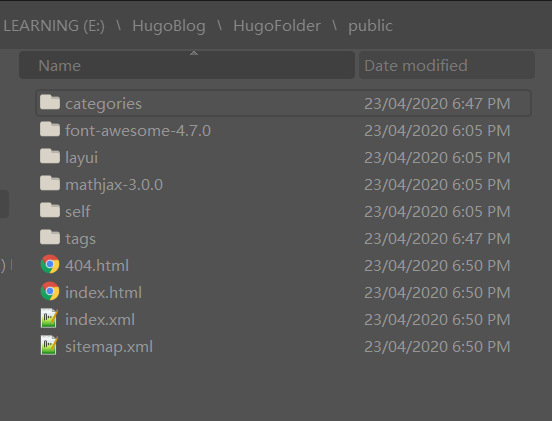 LEARNING (E:) \ HugoBlog \ HugoFolder \ public
Name Date modified
categories 23/04/2020 6:47 PM
font-awesome-4.7.0 23/04/2020 6:05 PM
layui 23/04/2020 6:05 PM
mathjax-3.0.0 23/04/2020 6:05 PM
self 23/04/2020 6:05 PM
tags 23/04/2020 6:47 PM
) 404.html 23/04/2020 6:50 PM
index.html 23/04/2020 6:50 PM
index.xml 23/04/2020 6:50 PM
sitemap.xml 23/04/2020 6:50 PM